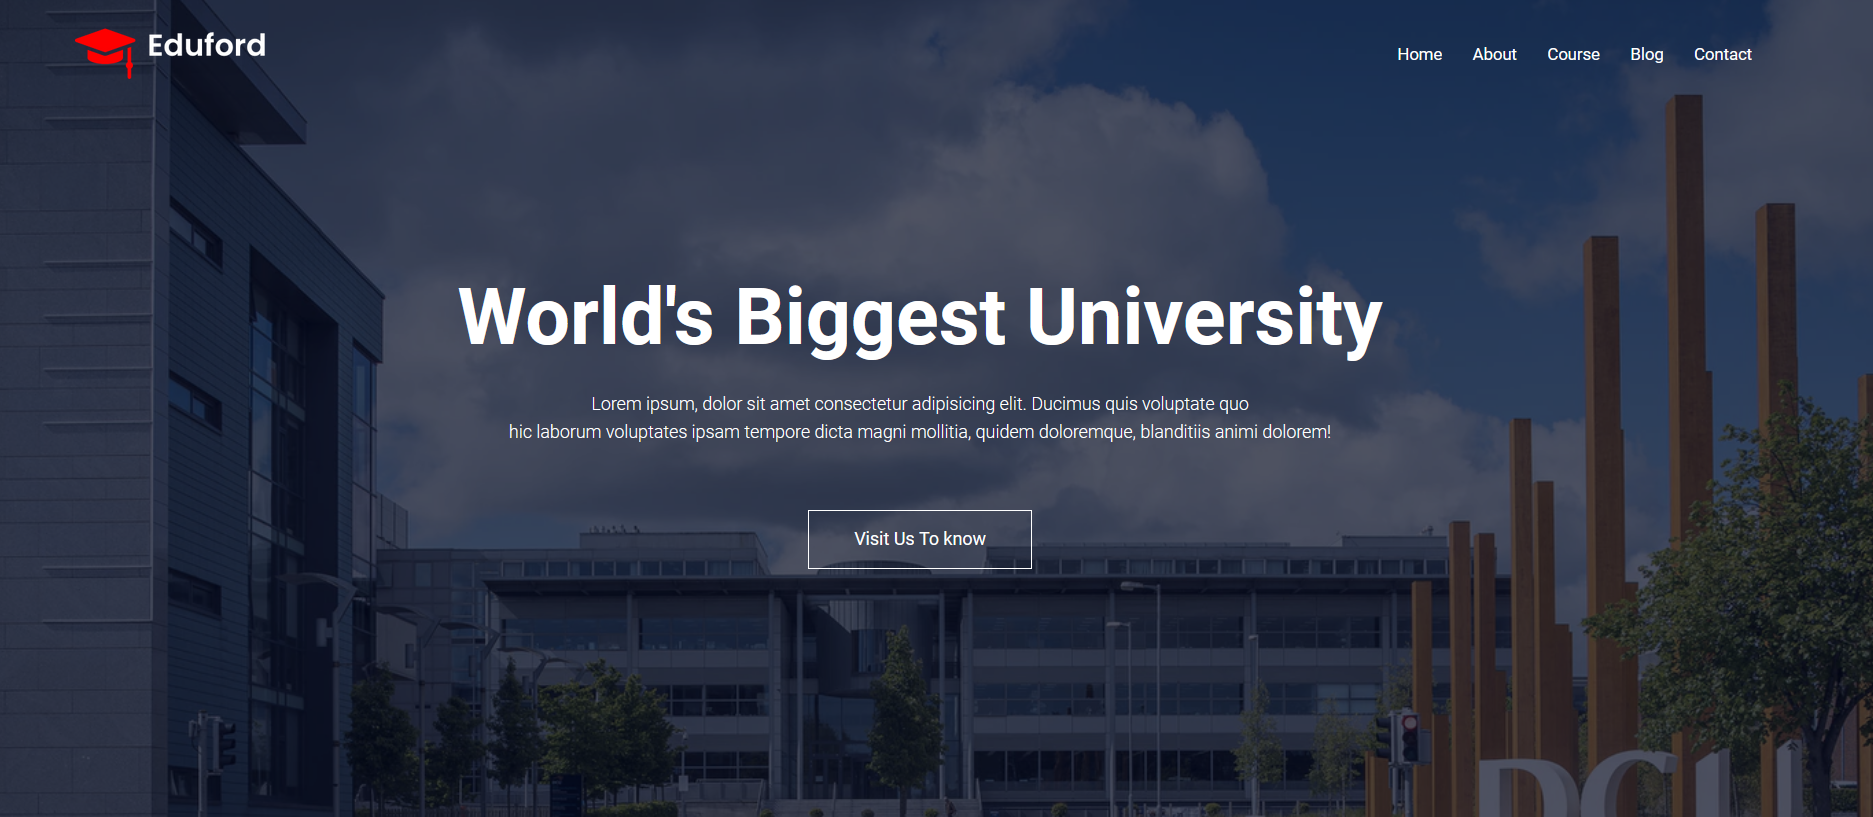 Eduford
Home About Course Blog Contact
World's Biggest University
Lorem ipsum, dolor sit amet consectetur adipisicing elit. Ducimus quis voluptate quo
hic laborum voluptates ipsam tempore dicta magni mollitia, quidem doloremque, blanditiis animi dolorem!
Visit Us To know
DCU